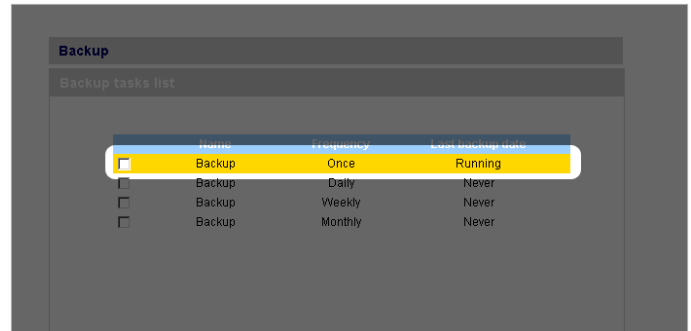 Backup
Backup tasks list
Name Frequency Last backup date
Backup Once Running
Backup Daily Never
Backup Weekly Never
Backup Monthly Never